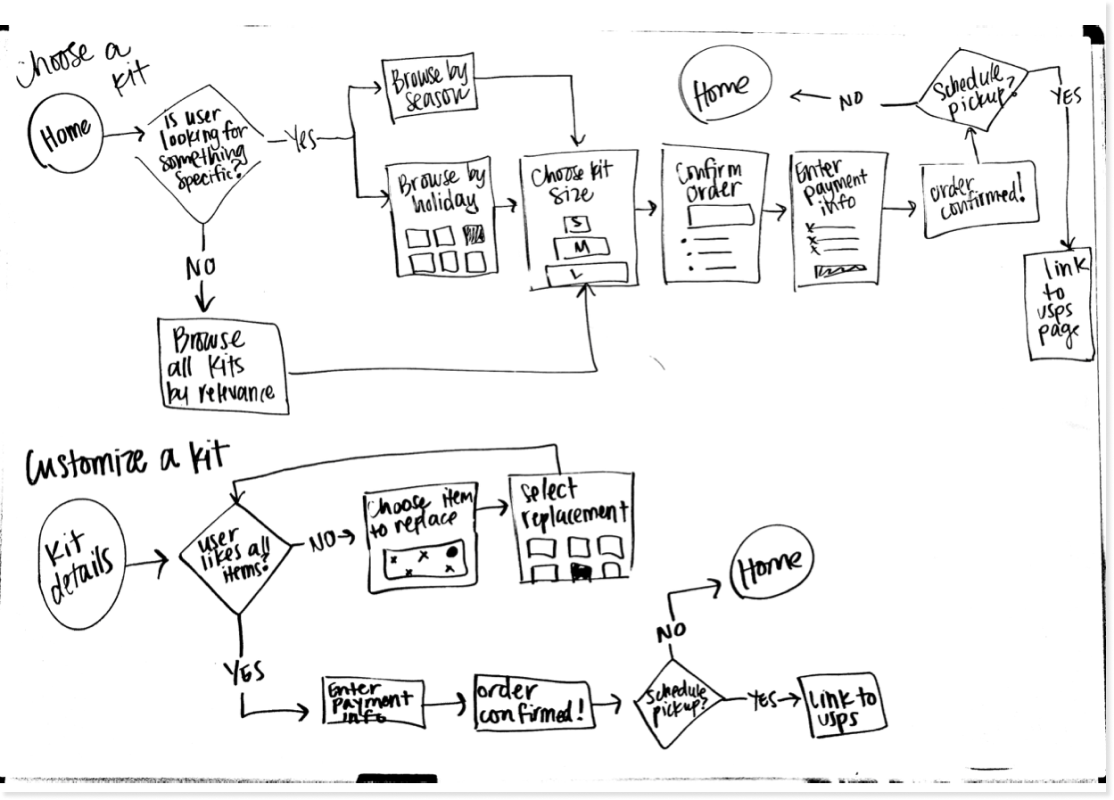 Choose a
kit
Home
Is user
looking for
something
specific?
Yes
NO
Browse
all kits
by relevance
Browse by
season
Browse by
holiday
Choose kit
size
S
M
L
Confirm
order
Enter
payment
info
order
confirmed!
Schedule
pickup?
NO
Home
YES
link
to
usps
page
Customize a kit
Kit
details
user
likes all
items?
NO
Choose item
to replace
select
replacement
YES
Enter
payment
info
order
confirmed!
Schedule
pickup?
NO
Home
YES
Link to
usps